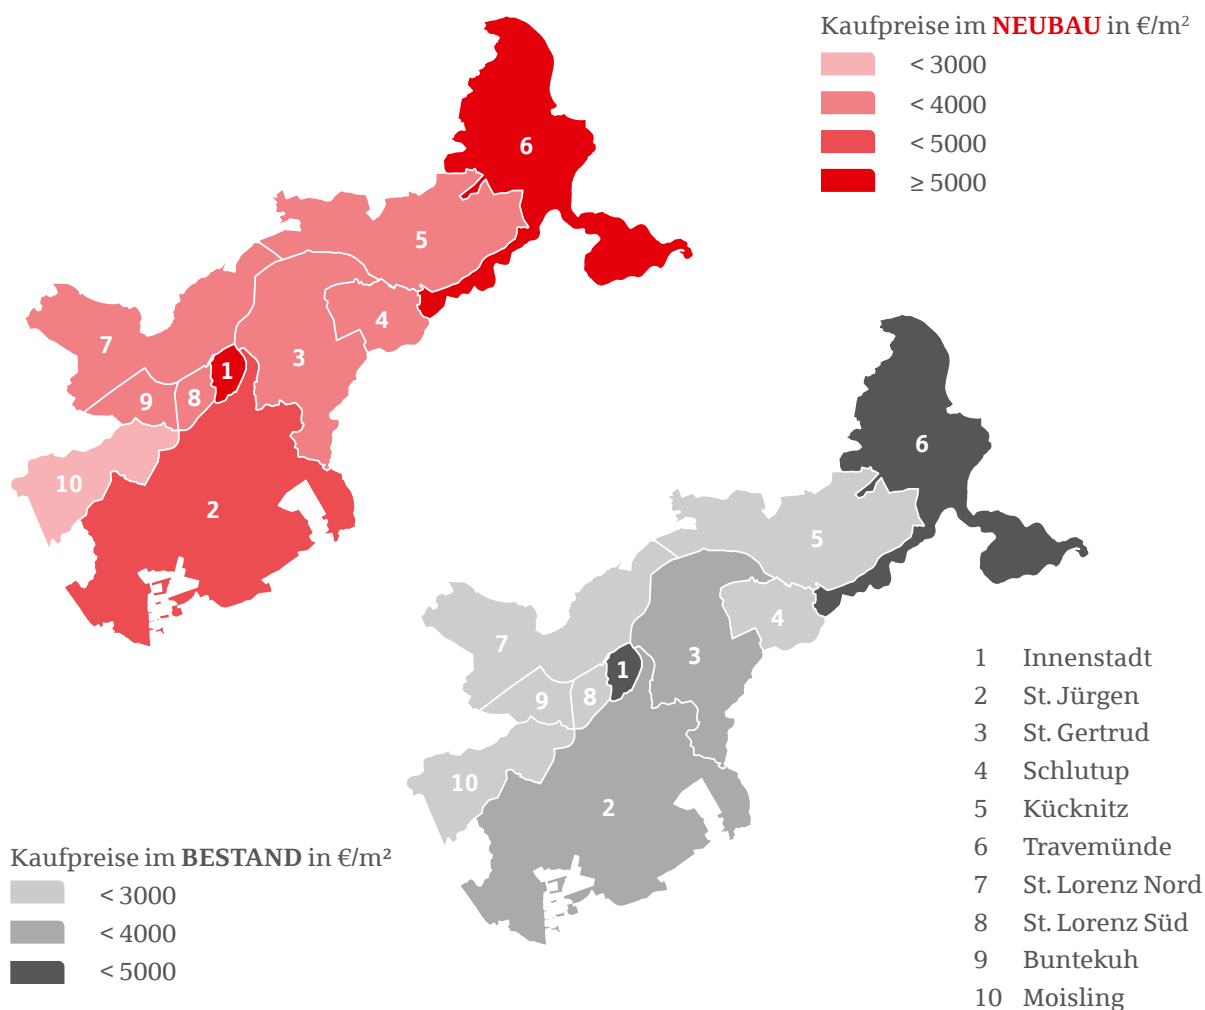 Kaufpreise im NEUBAU in €/m²
< 3000
< 4000
< 5000
≥ 5000
6
5
4
7
3
1
9
8
10
2
6
5
4
7
3
1
9
8
10
2
Kaufpreise im BESTAND in €/m²
< 3000
< 4000
< 5000
1 Innenstadt
2 St. Jürgen
3 St. Gertrud
4 Schlutup
5 Kücknitz
6 Travemünde
7 St. Lorenz Nord
8 St. Lorenz Süd
9 Buntekuh
10 Moisling